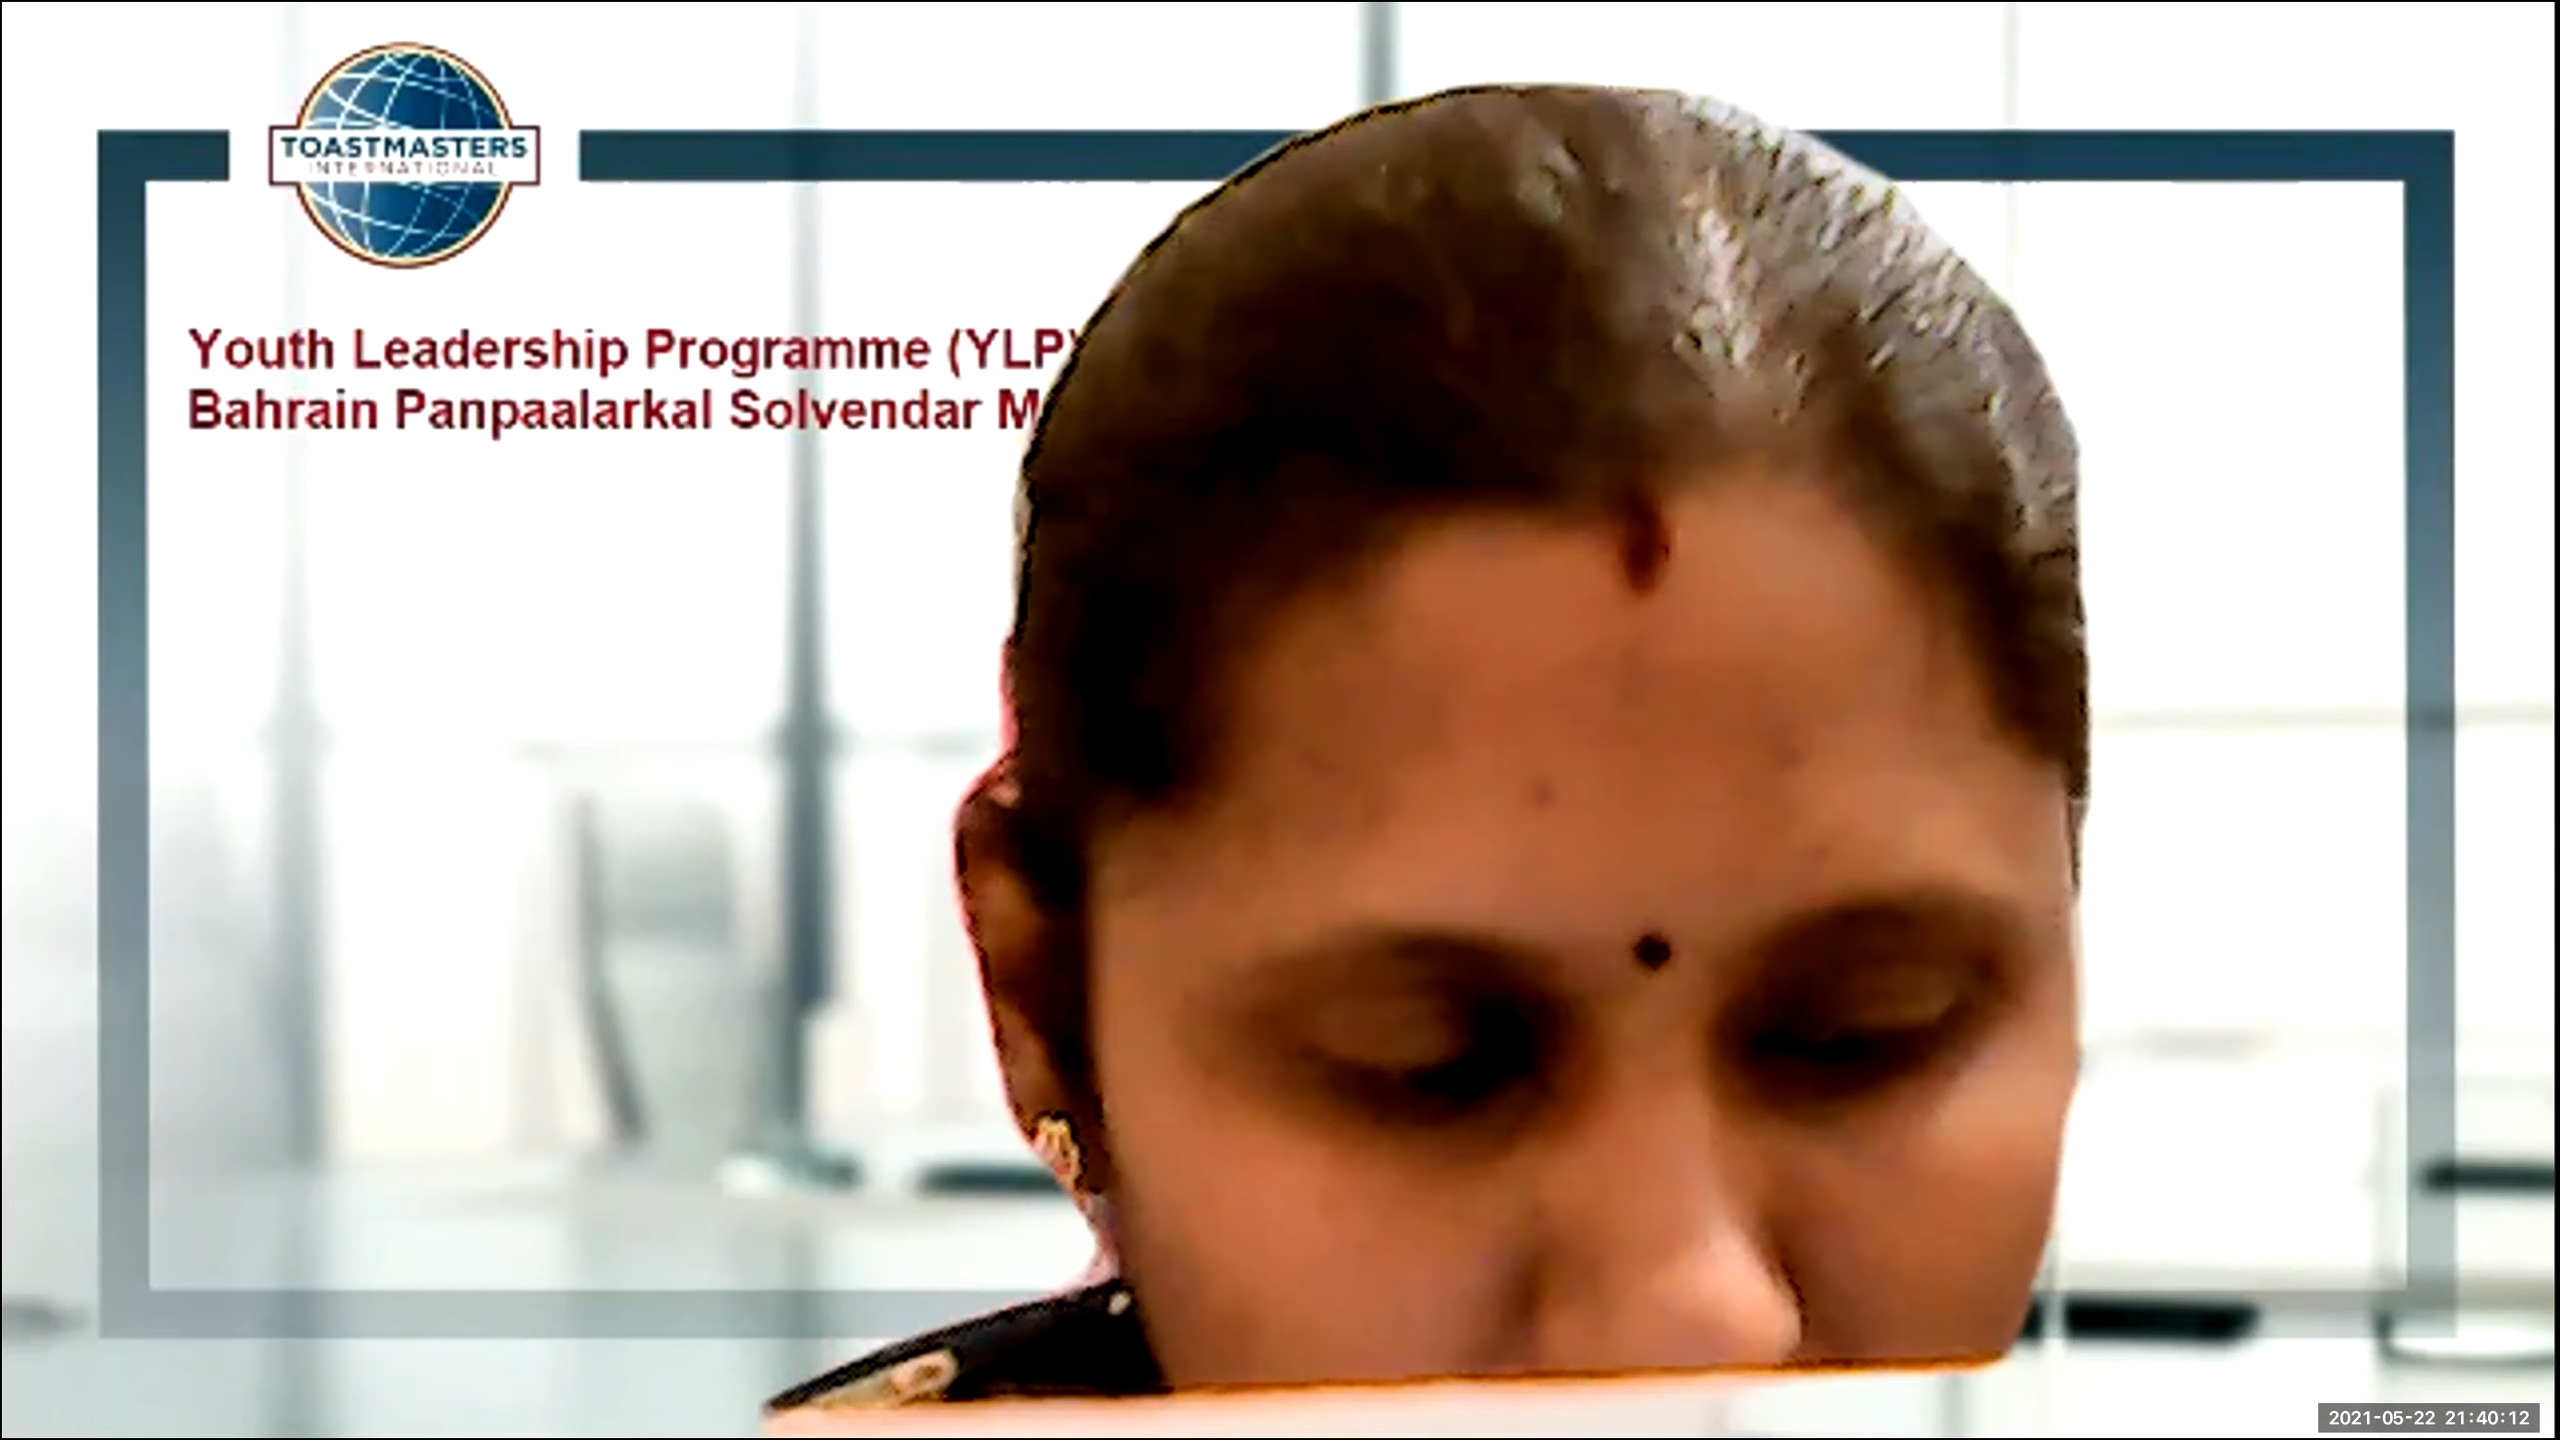 TOASTMASTERS
INTERNATIONAL
Youth Leadership Programme (YLP)
Bahrain Panpaalarkal Solvendar M
2021-05-22 21:40:12